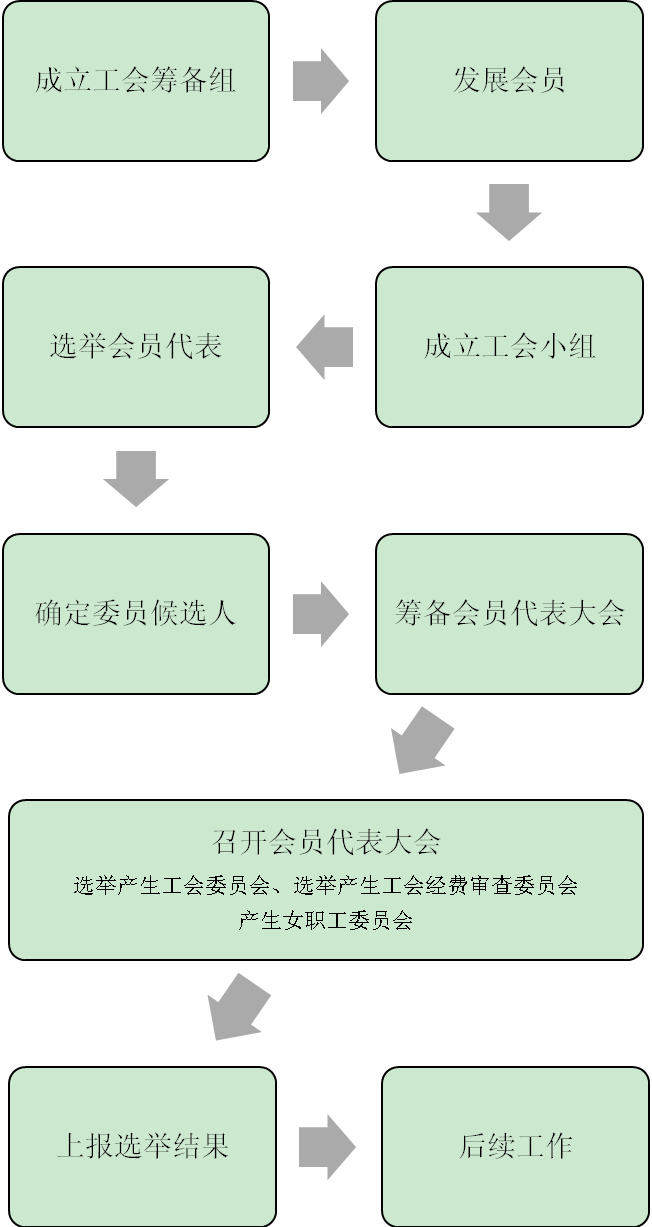 成立工会筹备组
发展会员
成立工会小组
选举会员代表
确定委员候选人
筹备会员代表大会
召开会员代表大会
选举产生工会委员会、选举产生工会经费审查委员会
产生女职工委员会
上报选举结果
后续工作